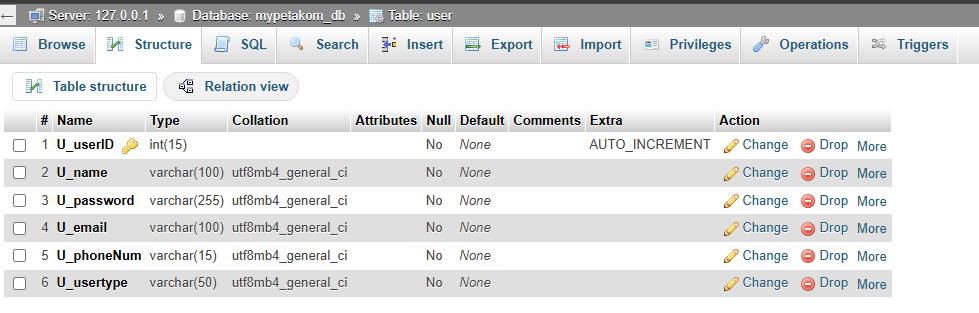 Server: 127.0.0.1 » Database: mypetakom_db » Table: user
Browse Structure SQL Search Insert Export Import Privileges Operations Triggers
Table structure Relation view
# Name Type Collation Attributes Null Default Comments Extra Action
1 U_userID int(15) No None AUTO_INCREMENT Change Drop More
2 U_name varchar(100) utf8mb4_general_ci No None Change Drop More
3 U_password varchar(255) utf8mb4_general_ci No None Change Drop More
4 U_email varchar(100) utf8mb4_general_ci No None Change Drop More
5 U_phoneNum varchar(15) utf8mb4_general_ci No None Change Drop More
6 U_usertype varchar(50) utf8mb4_general_ci No None Change Drop More